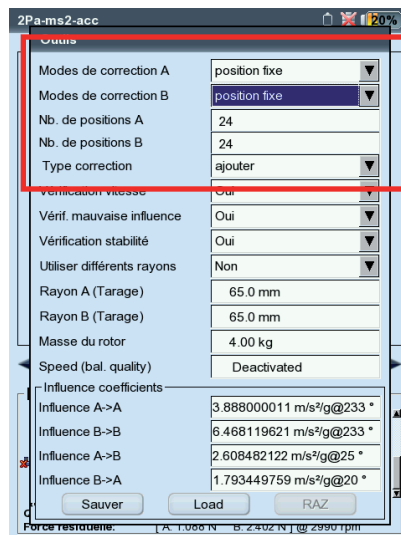 2Pa-ms2-acc 20%
Outils
Modes de correction A position fixe
Modes de correction B position fixe
Nb. de positions A 24
Nb. de positions B 24
Type correction ajouter
Vérification vitesse Oui
Vérif. mauvaise influence Oui
Vérification stabilité Oui
Utiliser différents rayons Non
Rayon A (Tarage) 65.0 mm
Rayon B (Tarage) 65.0 mm
Masse du rotor 4.00 kg
Speed (bal. quality) Deactivated
Influence coefficients
Influence A->A 3.888000011 m/s²/g@233 °
Influence B->B 6.468119621 m/s²/g@233 °
Influence A->B 2.608482122 m/s²/g@25 °
Influence B->A 1.793449759 m/s²/g@20 °
Sauver Load RAZ
Force résiduelle: [ A: 1.088 N B: 2.402 N ] @ 2990 rpm